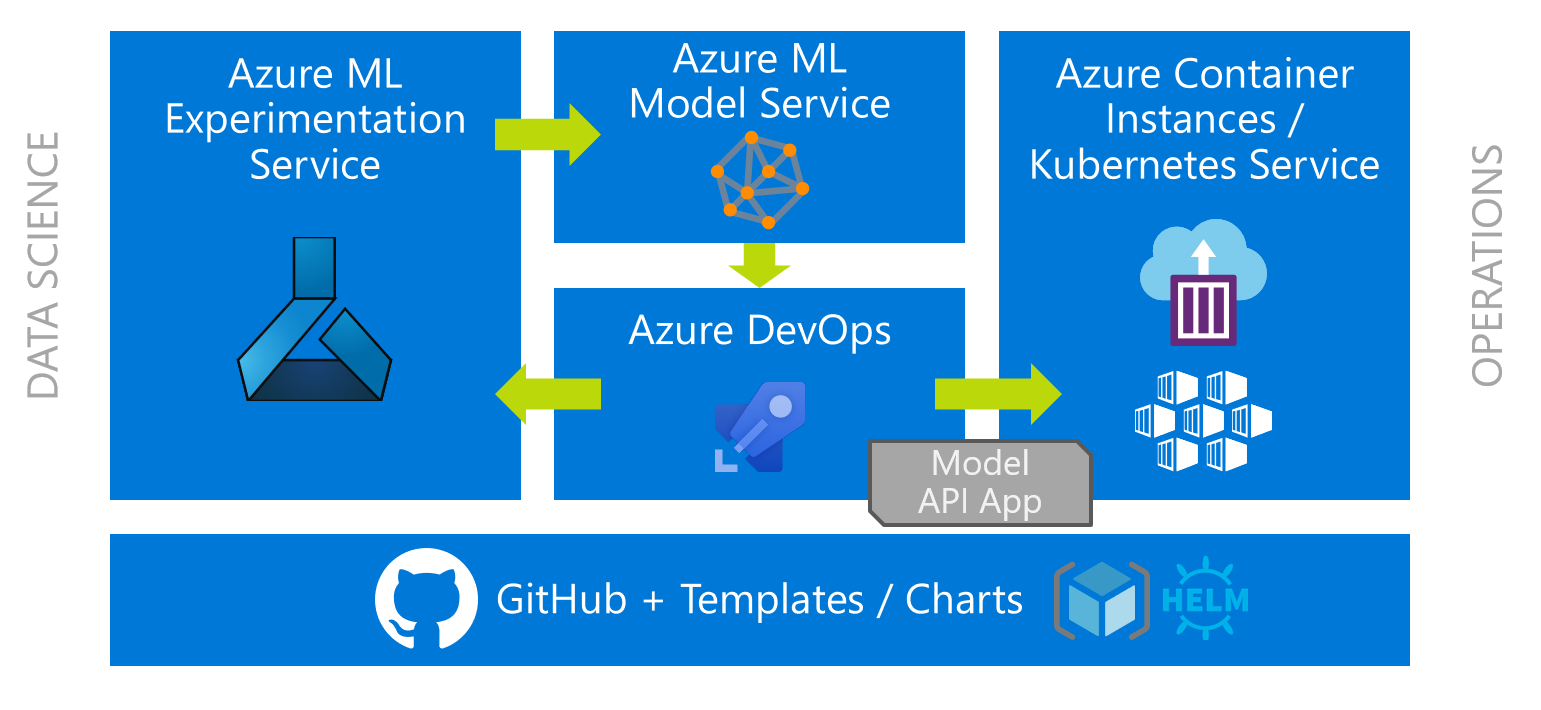 DATA SCIENCE
Azure ML
Experimentation
Service
Azure ML
Model Service
Azure DevOps
Model
API App
Azure Container
Instances /
Kubernetes Service
OPERATIONS
GitHub + Templates / Charts
HELM